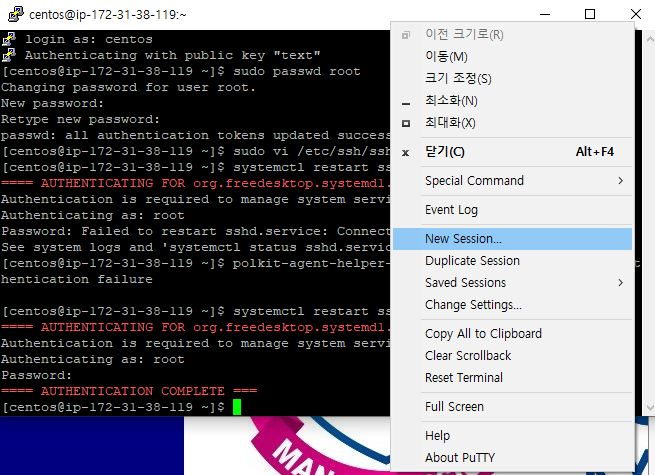 centos@ip-172-31-38-119:~
login as: centos
Authenticating with public key "text"
[centos@ip-172-31-38-119 ~]$ sudo passwd root
Changing password for user root.
New password:
Retype new password:
passwd: all authentication tokens updated success
[centos@ip-172-31-38-119 ~]$ sudo vi /etc/ssh/ssh
[centos@ip-172-31-38-119 ~]$ systemctl restart ss
==== AUTHENTICATING FOR org.freedesktop.systemd1.
Authentication is required to manage system servi
Authenticating as: root
Password: Failed to restart sshd.service: Connect
See system logs and 'systemctl status sshd.servic
[centos@ip-172-31-38-119 ~]$ polkit-agent-helper- t
hentication failure
[centos@ip-172-31-38-119 ~]$ systemctl restart ss
==== AUTHENTICATING FOR org.freedesktop.systemd1.
Authentication is required to manage system servi
Authenticating as: root
Password:
==== AUTHENTICATION COMPLETE ===
[centos@ip-172-31-38-119 ~]$
이전 크기로(R)
이동(M)
크기 조정(S)
최소화(N)
최대화(X)
닫기(C) Alt+F4
Special Command
Event Log
New Session...
Duplicate Session
Saved Sessions
Change Settings...
Copy All to Clipboard
Clear Scrollback
Reset Terminal
Full Screen
Help
About PuTTY
MAN